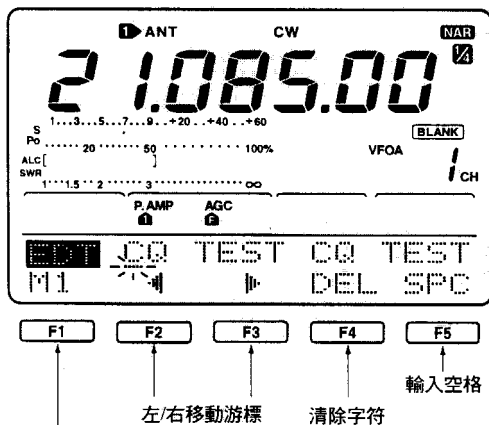 1 ANT CW NAR
21.085.00 1/4
S 1...3...5...7...9..+20..+40..+60
BLANK
Po 20 50 100%
VFOA 1 CH
ALC
SWR 1 1.5 2 3 ∞
P.AMP AGC
1 F
EDT CQ TEST CQ TEST
M1 ◀ ▶ DEL SPC
F1 F2 F3 F4 F5
輸入空格
左/右移動游標 清除字符